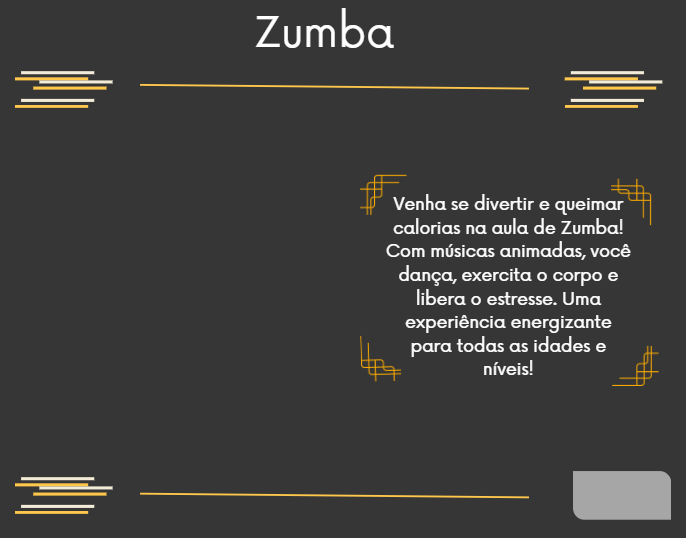 Zumba
Venha se divertir e queimar
calorias na aula de Zumba!
Com músicas animadas, você
dança, exercita o corpo e
libera o estresse. Uma
experiência energizante
para todas as idades e
níveis!